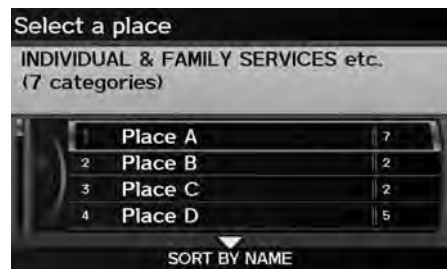 Select a place
INDIVIDUAL & FAMILY SERVICES etc.
(7 categories)
1 Place A 7
2 Place B 2
3 Place C 2
4 Place D 5
SORT BY NAME